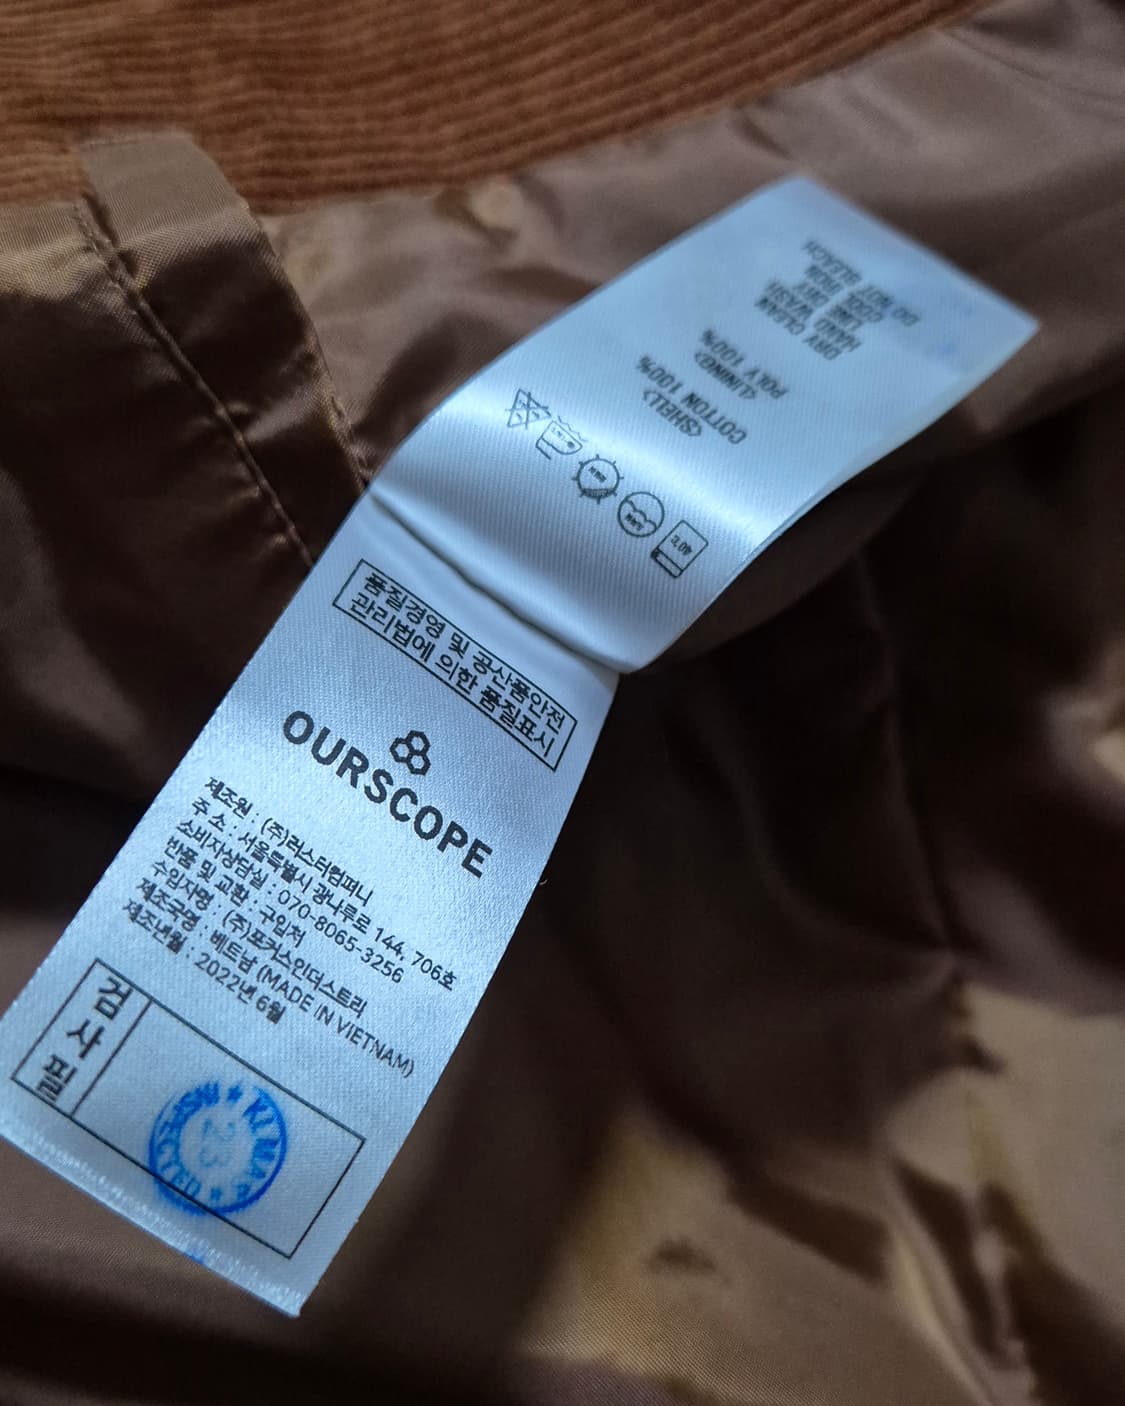 품질경영 및 공산품안전
관리법에 의한 품질표시
OURSCOPE
제조원 : (주)러스터컴퍼니
주 소 : 서울특별시 광나루로 144, 706호
소비자상담실 : 070-8065-3256
반품 및 교환 : 구입처
수입자명 : (주)포커스인더스트리
제조국명 : 베트남 (MADE IN VIETNAM)
제조년월 : 2022년 6월
검사필
INSPECTED
23
<SHELL>
COTTON 100%
<LINING>
POLY 100%
DRY CLEAN
HAND WASH
LINE DRY
COOL IRON
DO NOT BLEACH